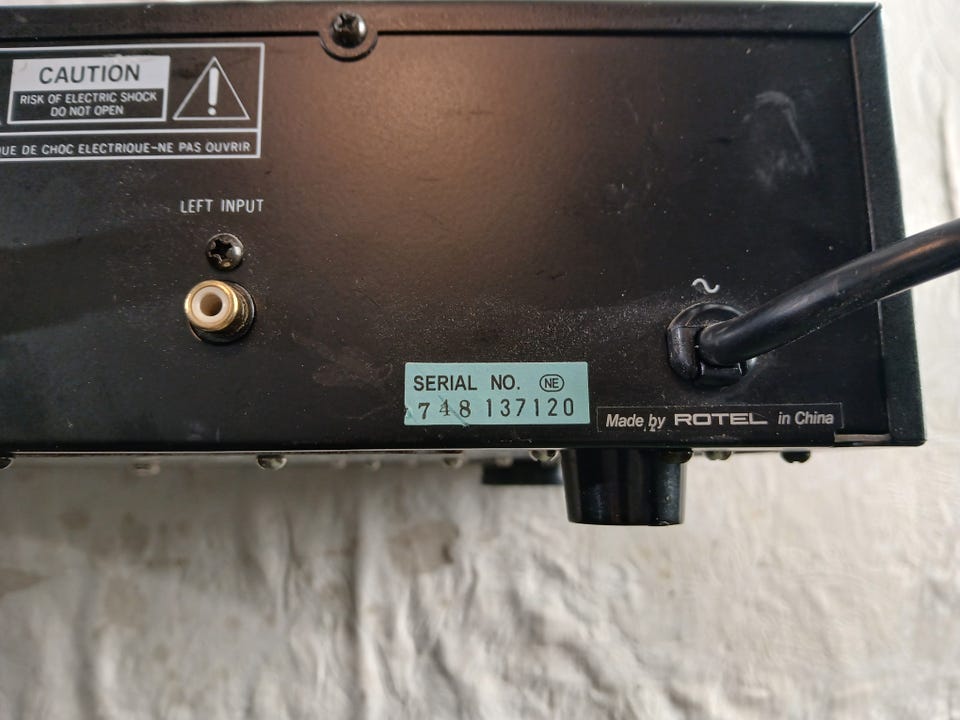 CAUTION
RISK OF ELECTRIC SHOCK
DO NOT OPEN
DE CHOC ELECTRIQUE-NE PAS OUVRIR
LEFT INPUT
~
SERIAL NO. NE
748 137120
Made by ROTEL in China